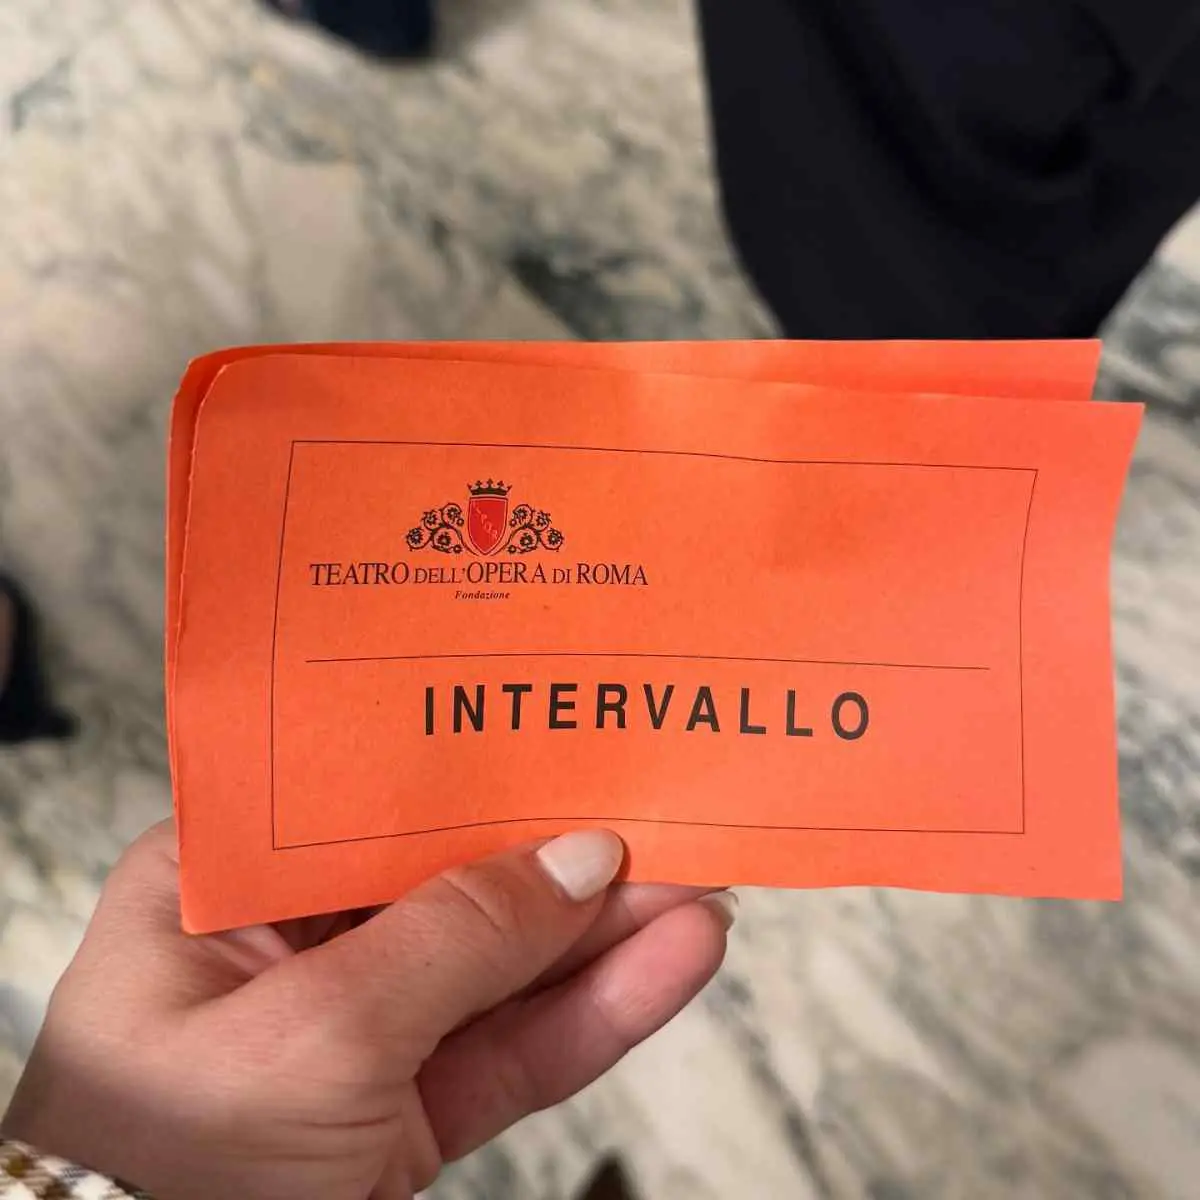 TEATRO DELL'OPERA DI ROMA
Fondazione
INTERVALLO